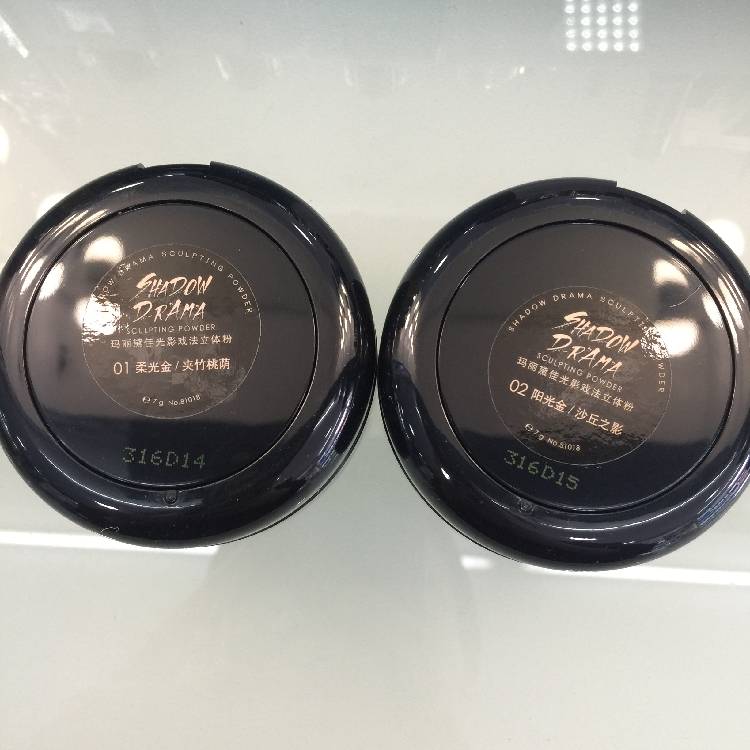 SHADOW DRAMA SCULPTING POWDER
SHADOW
DRAMA
SCULPTING POWDER
玛丽黛佳光影戏法立体粉
01 柔光金/夹竹桃荫
℮ 7 g No.81018
316D14
SHADOW DRAMA SCULPTING POWDER
SHADOW
DRAMA
SCULPTING POWDER
玛丽黛佳光影戏法立体粉
02 阳光金/沙丘之影
℮ 7 g No.81018
316D15